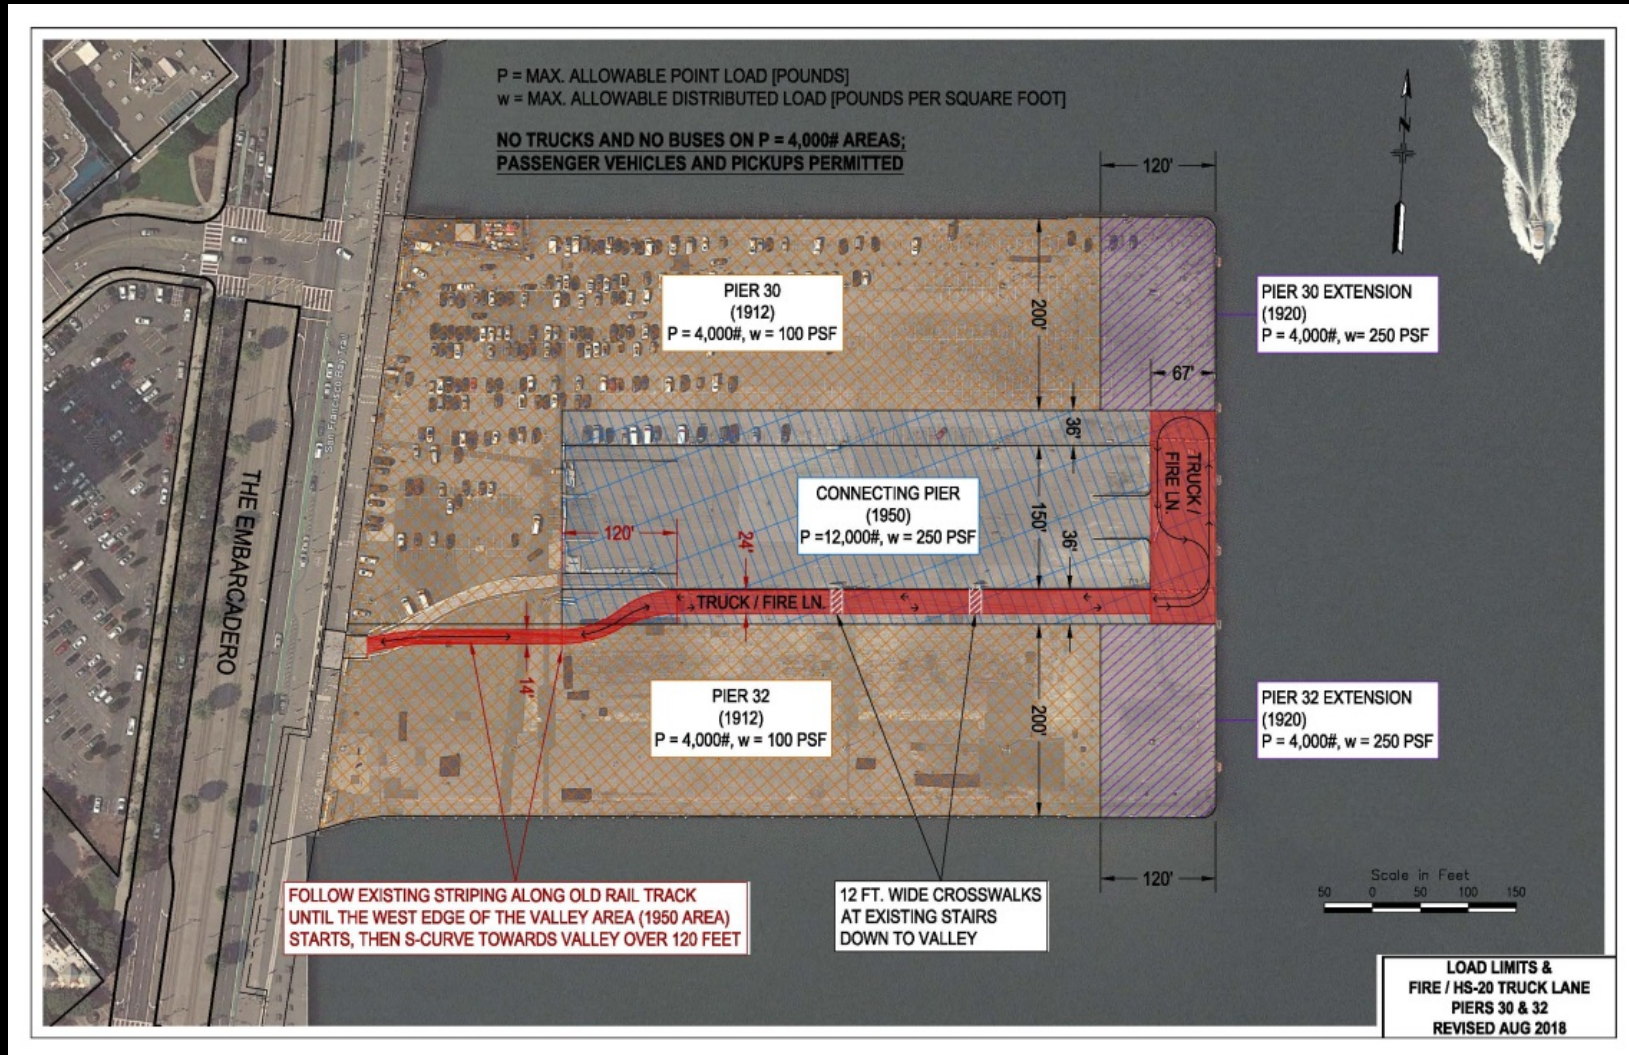 P = MAX. ALLOWABLE POINT LOAD [POUNDS]
w = MAX. ALLOWABLE DISTRIBUTED LOAD [POUNDS PER SQUARE FOOT]
NO TRUCKS AND NO BUSES ON P = 4,000# AREAS;
PASSENGER VEHICLES AND PICKUPS PERMITTED
120'
N
PIER 30
(1912)
P = 4,000#, w = 100 PSF
200'
PIER 30 EXTENSION
(1920)
P = 4,000#, w= 250 PSF
67'
36'
San Francisco Bay Trail
THE EMBARCADERO
CONNECTING PIER
(1950)
P =12,000#, w = 250 PSF
150'
36'
TRUCK /
FIRE LN.
120'
24'
TRUCK / FIRE LN.
14'
PIER 32
(1912)
P = 4,000#, w = 100 PSF
200'
PIER 32 EXTENSION
(1920)
P = 4,000#, w = 250 PSF
120'
FOLLOW EXISTING STRIPING ALONG OLD RAIL TRACK
UNTIL THE WEST EDGE OF THE VALLEY AREA (1950 AREA)
STARTS, THEN S-CURVE TOWARDS VALLEY OVER 120 FEET
12 FT. WIDE CROSSWALKS
AT EXISTING STAIRS
DOWN TO VALLEY
Scale in Feet
50 0 50 100 150
LOAD LIMITS &
FIRE / HS-20 TRUCK LANE
PIERS 30 & 32
REVISED AUG 2018